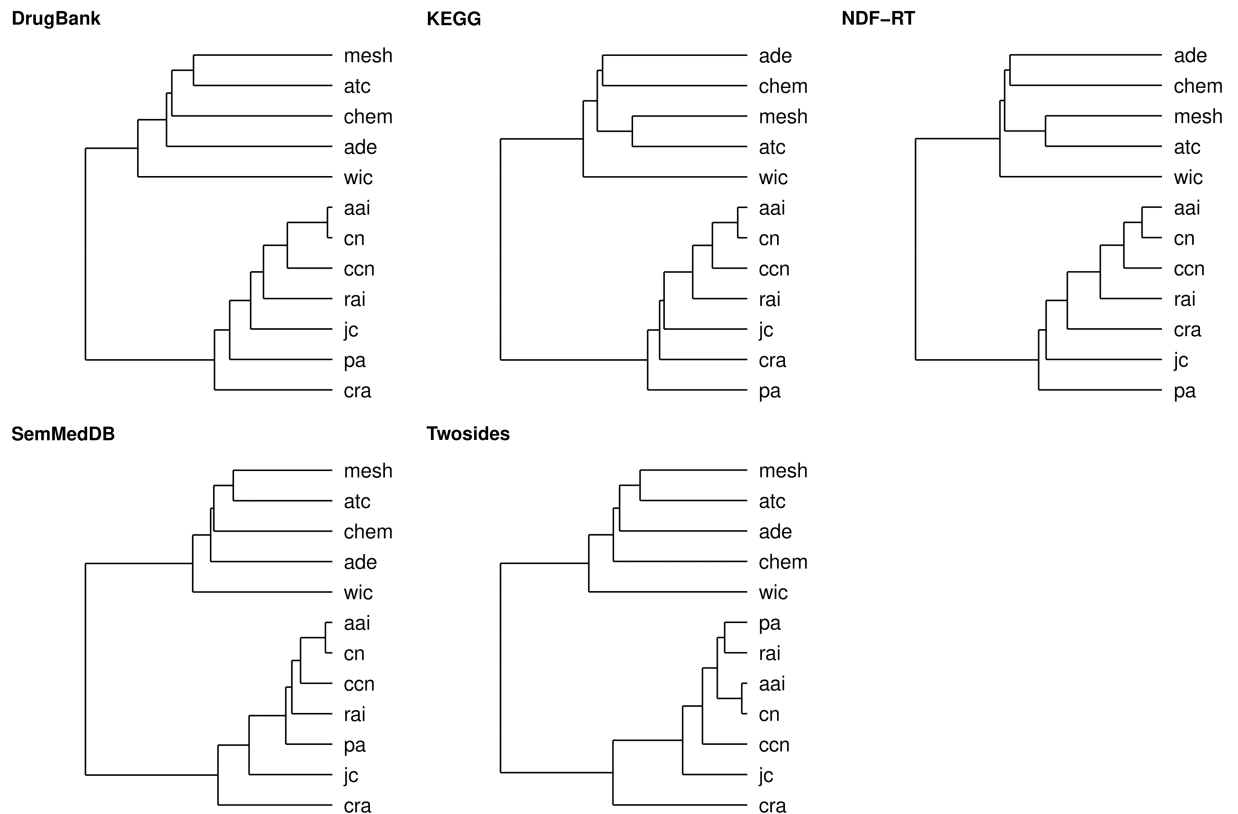 DrugBank
mesh
atc
chem
ade
wic
aai
cn
ccn
rai
jc
pa
cra
KEGG
ade
chem
mesh
atc
wic
aai
cn
ccn
rai
jc
cra
pa
NDF−RT
ade
chem
mesh
atc
wic
aai
cn
ccn
rai
cra
jc
pa
SemMedDB
mesh
atc
chem
ade
wic
aai
cn
ccn
rai
pa
jc
cra
Twosides
mesh
atc
ade
chem
wic
pa
rai
aai
cn
ccn
jc
cra